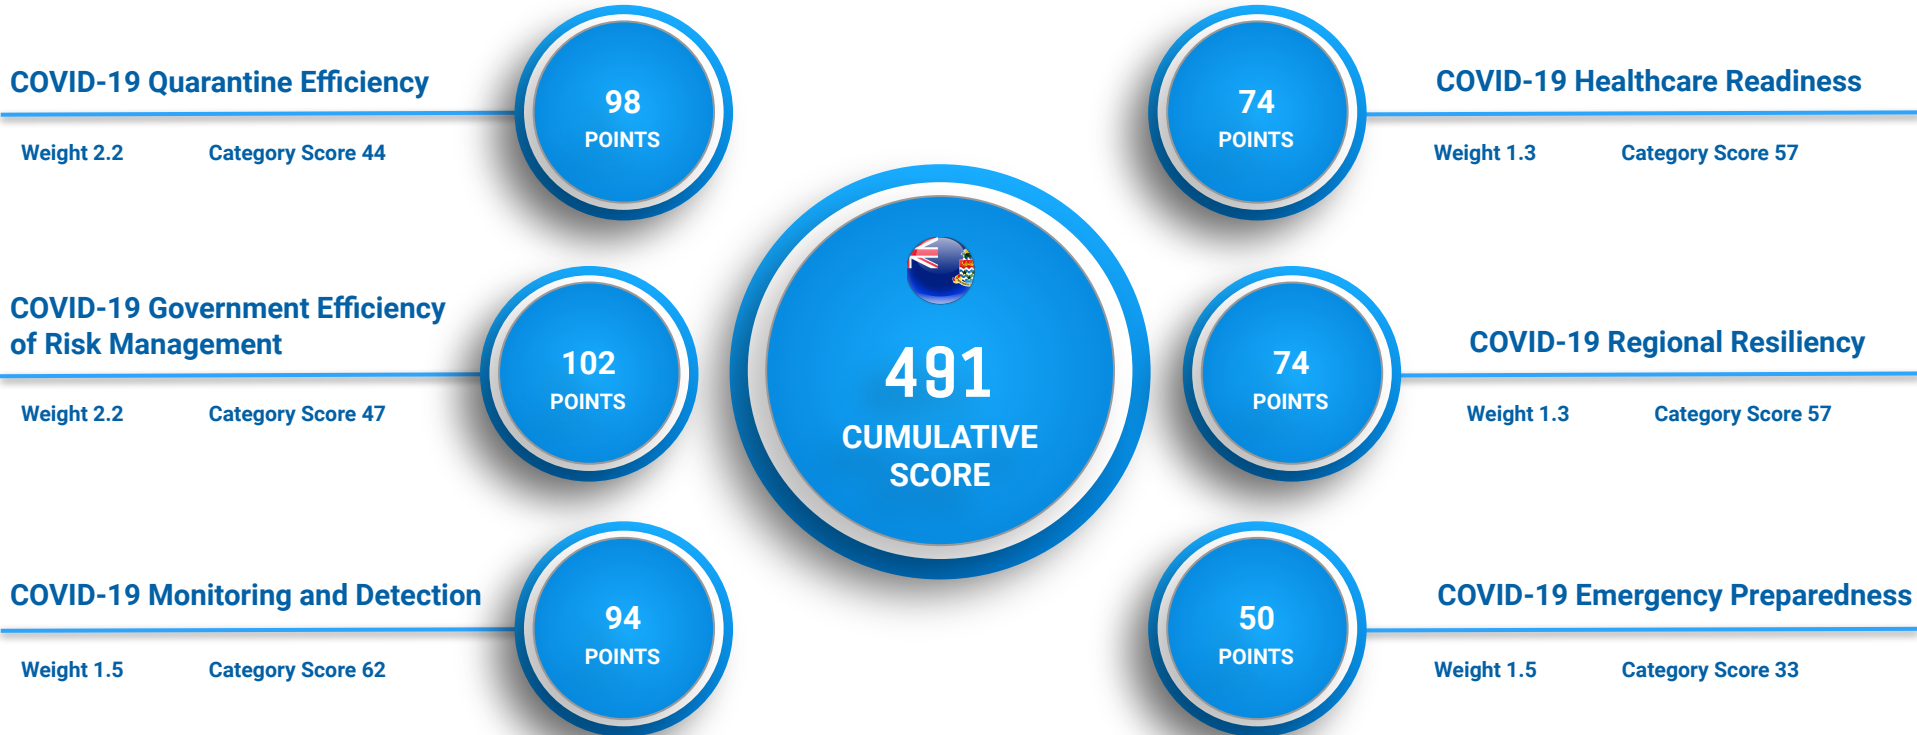 COVID-19 Quarantine Efficiency
Weight 2.2 Category Score 44
98
POINTS
COVID-19 Government Efficiency
of Risk Management
Weight 2.2 Category Score 47
102
POINTS
COVID-19 Monitoring and Detection
Weight 1.5 Category Score 62
94
POINTS
491
CUMULATIVE
SCORE
74
POINTS
COVID-19 Healthcare Readiness
Weight 1.3 Category Score 57
74
POINTS
COVID-19 Regional Resiliency
Weight 1.3 Category Score 57
50
POINTS
COVID-19 Emergency Preparedness
Weight 1.5 Category Score 33